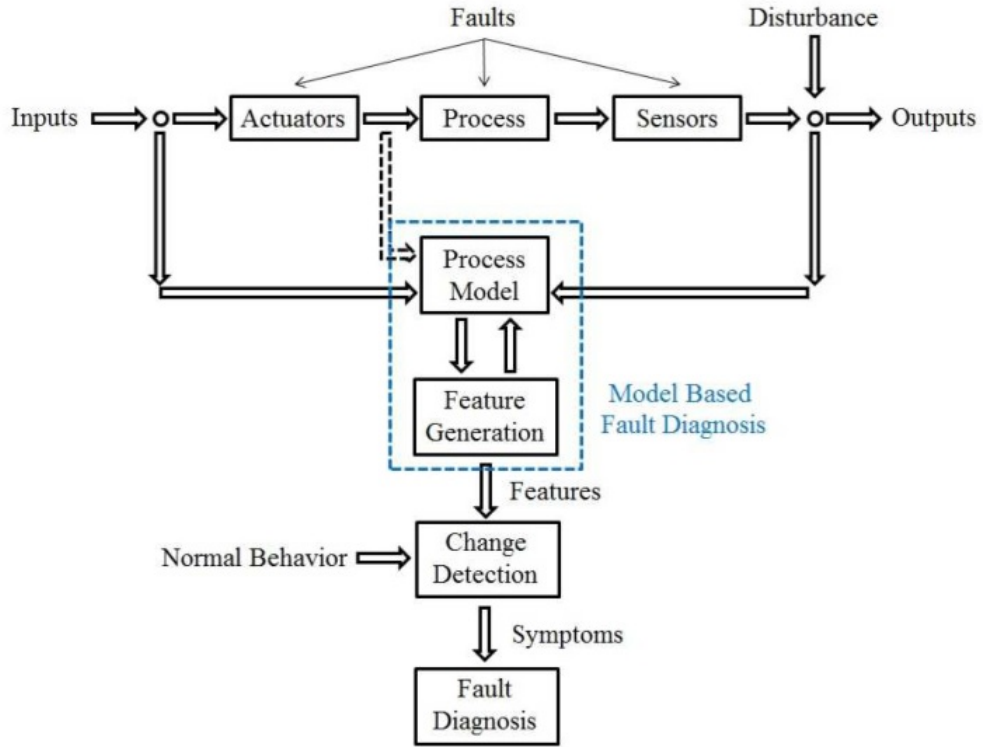 Faults
Disturbance
Inputs
Actuators
Process
Sensors
Outputs
Process
Model
Feature
Generation
Model Based
Fault Diagnosis
Features
Normal Behavior
Change
Detection
Symptoms
Fault
Diagnosis